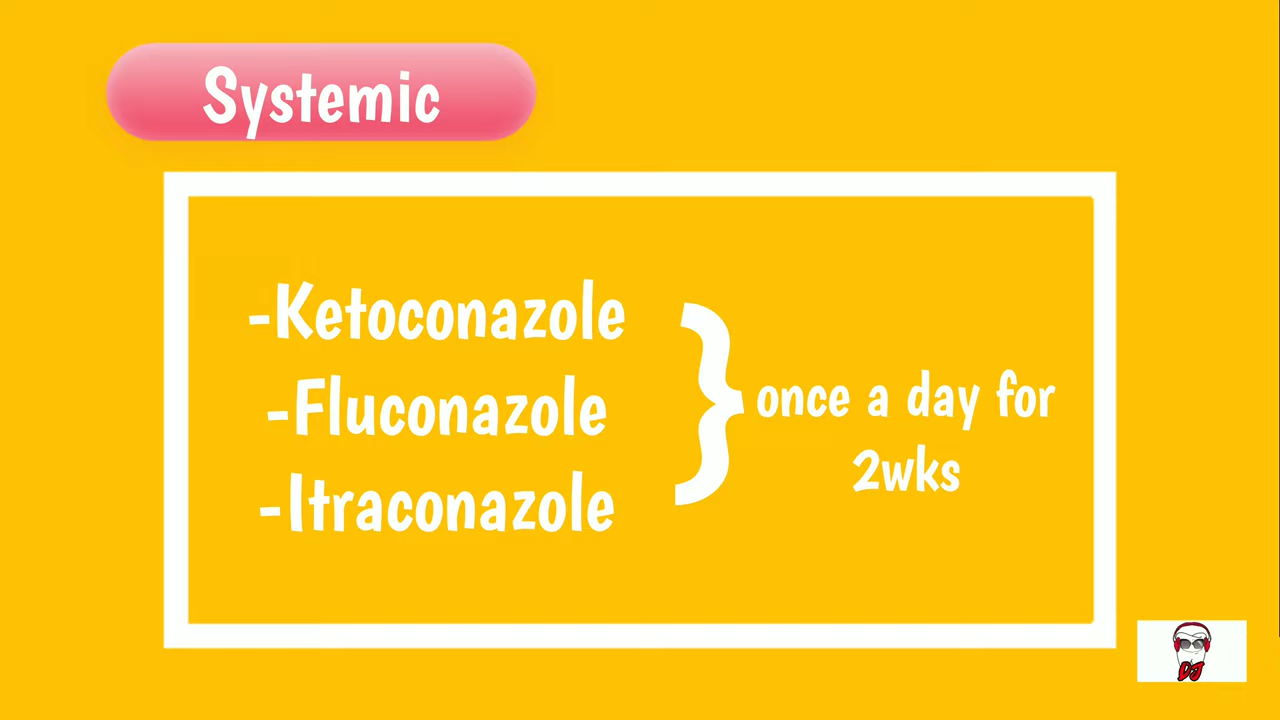 Systemic
-Ketoconazole
-Fluconazole
-Itraconazole
once a day for
2wks
DJ